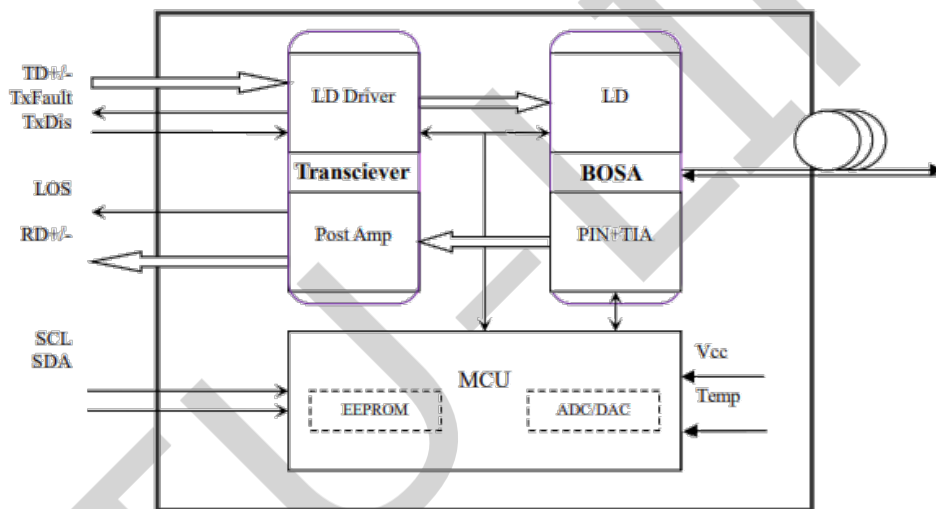 TD+/-
TxFault
TxDis
LOS
RD+/-
SCL
SDA
LD Driver
Transciever
Post Amp
LD
BOSA
PIN+TIA
MCU
EEPROM
ADC/DAC
Vcc
Temp